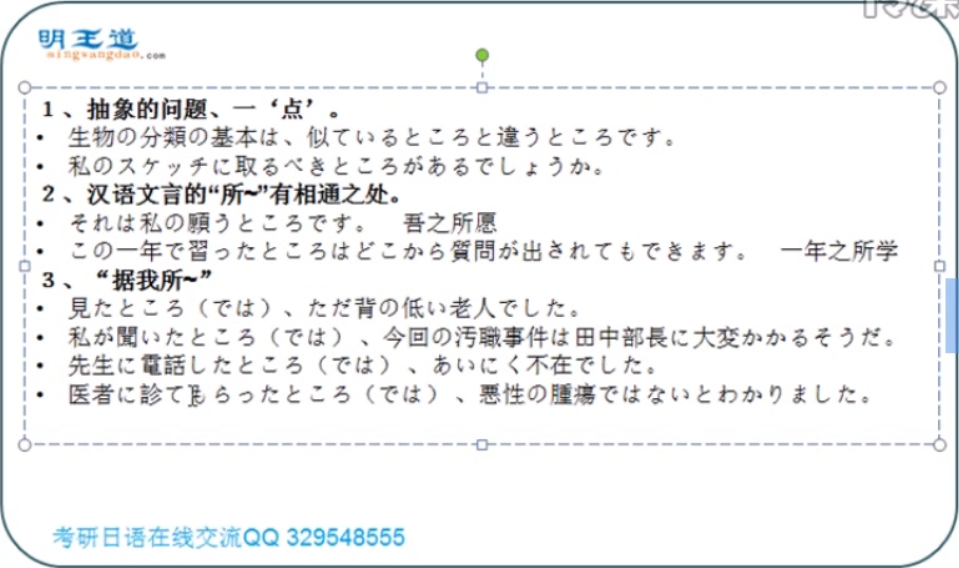 明王道
mingwangdao.com
1、抽象的问题、一‘点’。
• 生物の分類の基本は、似ているところと違うところです。
• 私のスケッチに取るべきところがあるでしょうか。
2、汉语文言的“所~”有相通之处。
• それは私の願うところです。 吾之所愿
• この一年で習ったところはどこから質問が出されてもできます。 一年之所学
3、“据我所~”
• 見たところ（では）、ただ背の低い老人でした。
• 私が聞いたところ（では）、今回の汚職事件は田中部長に大変かかるそうだ。
• 先生に電話したところ（では）、あいにく不在でした。
• 医者に診てもらったところ（では）、悪性の腫瘍ではないとわかりました。
考研日语在线交流QQ 329548555